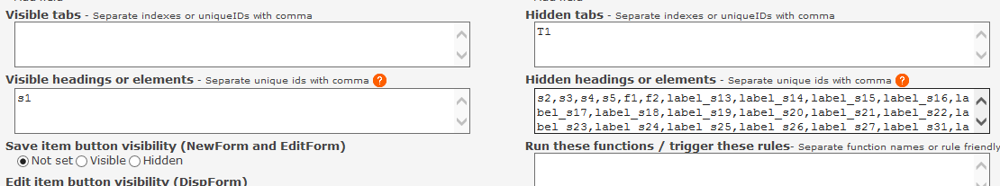 Visible tabs - Separate indexes or uniqueIDs with comma
Hidden tabs - Separate indexes or uniqueIDs with comma
T1
Visible headings or elements - Separate unique ids with comma ?
Hidden headings or elements - Separate unique ids with comma ?
s1
s2,s3,s4,s5,f1,f2,label_s13,label_s14,label_s15,label_s16,la
bel_s17,label_s18,label_s19,label_s20,label_s21,label_s22,la
bel_s23,label_s24,label_s25,label_s26,label_s27,label_s31,la
Save item button visibility (NewForm and EditForm)
Run these functions / trigger these rules- Separate function names or rule friendly
Not set Visible Hidden
Edit item button visibility (DispForm)